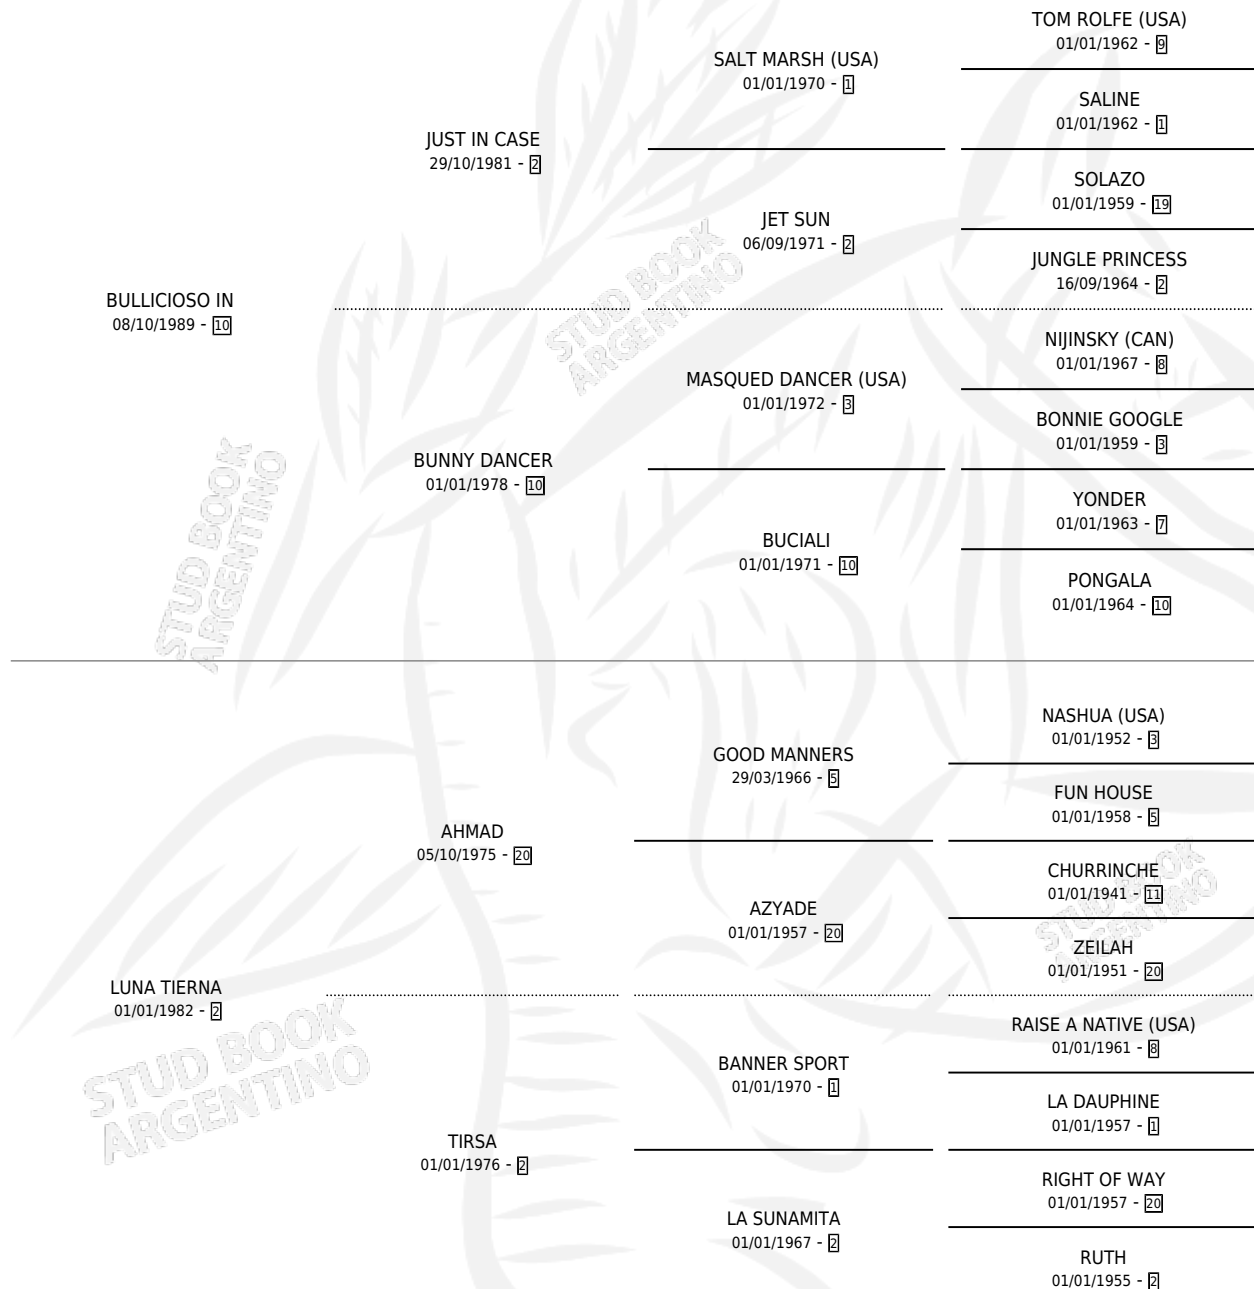 TOM ROLFE (USA)
01/01/1962 - 9
SALT MARSH (USA)
01/01/1970 - 1
SALINE
01/01/1962 - 1
JUST IN CASE
29/10/1981 - 2
SOLAZO
01/01/1959 - 19
JET SUN
06/09/1971 - 2
JUNGLE PRINCESS
16/09/1964 - 2
BULLICIOSO IN
08/10/1989 - 10
STUD BOOK
ARGENTINO
NIJINSKY (CAN)
01/01/1967 - 8
MASQUED DANCER (USA)
01/01/1972 - 3
BONNIE GOOGLE
01/01/1959 - 3
BUNNY DANCER
01/01/1978 - 10
YONDER
01/01/1963 - 7
BUCIALI
01/01/1971 - 10
PONGALA
01/01/1964 - 10
STUD BOOK
ARGENTINO
NASHUA (USA)
01/01/1952 - 3
GOOD MANNERS
29/03/1966 - 5
FUN HOUSE
01/01/1958 - 5
AHMAD
05/10/1975 - 20
CHURRINCHE
01/01/1941 - 11
AZYADE
01/01/1957 - 20
STUD BOOK
ARGENTINO
ZEILAH
01/01/1951 - 20
LUNA TIERNA
01/01/1982 - 2
RAISE A NATIVE (USA)
01/01/1961 - 8
BANNER SPORT
01/01/1970 - 1
STUD BOOK
ARGENTINO
LA DAUPHINE
01/01/1957 - 1
TIRSA
01/01/1976 - 2
RIGHT OF WAY
01/01/1957 - 20
LA SUNAMITA
01/01/1967 - 2
RUTH
01/01/1955 - 2